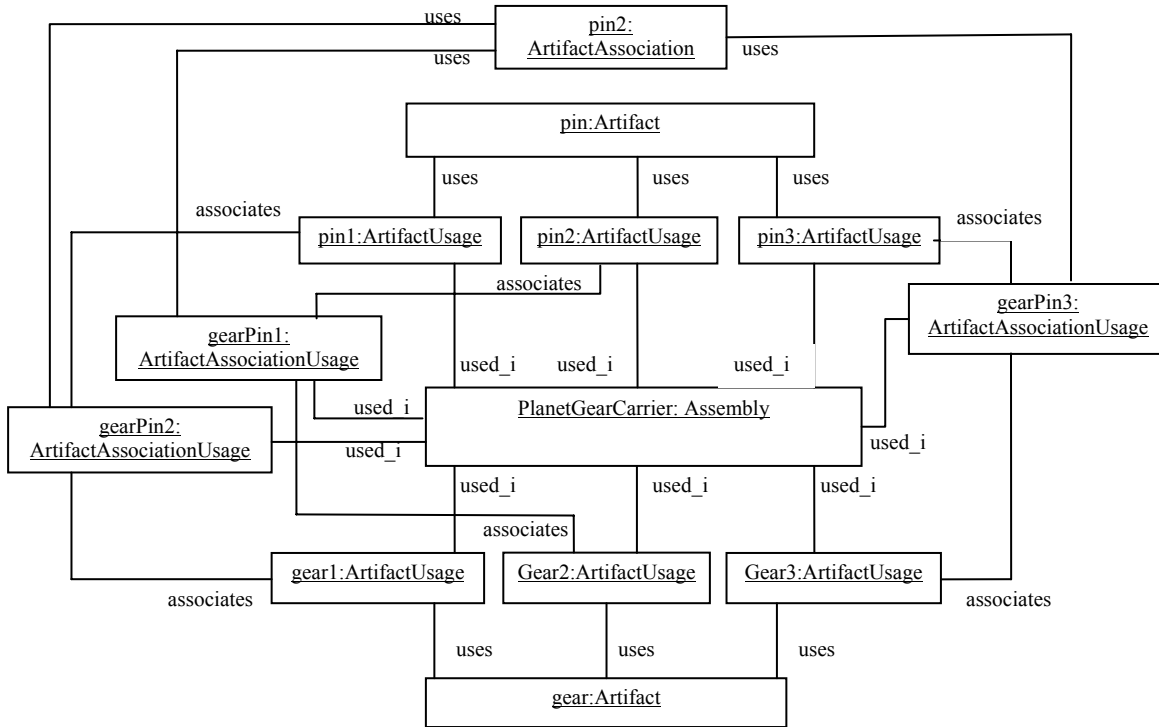 uses
pin2:
ArtifactAssociation
uses
uses
pin:Artifact
uses
uses
uses
associates
associates
pin1:ArtifactUsage
pin2:ArtifactUsage
pin3:ArtifactUsage
associates
gearPin3:
ArtifactAssociationUsage
gearPin1:
ArtifactAssociationUsage
used_i
used_i
used_i
used_i
PlanetGearCarrier: Assembly
gearPin2:
ArtifactAssociationUsage
used_i
used_i
used_i
used_i
used_i
associates
gear1:ArtifactUsage
Gear2:ArtifactUsage
Gear3:ArtifactUsage
associates
associates
uses
uses
uses
gear:Artifact